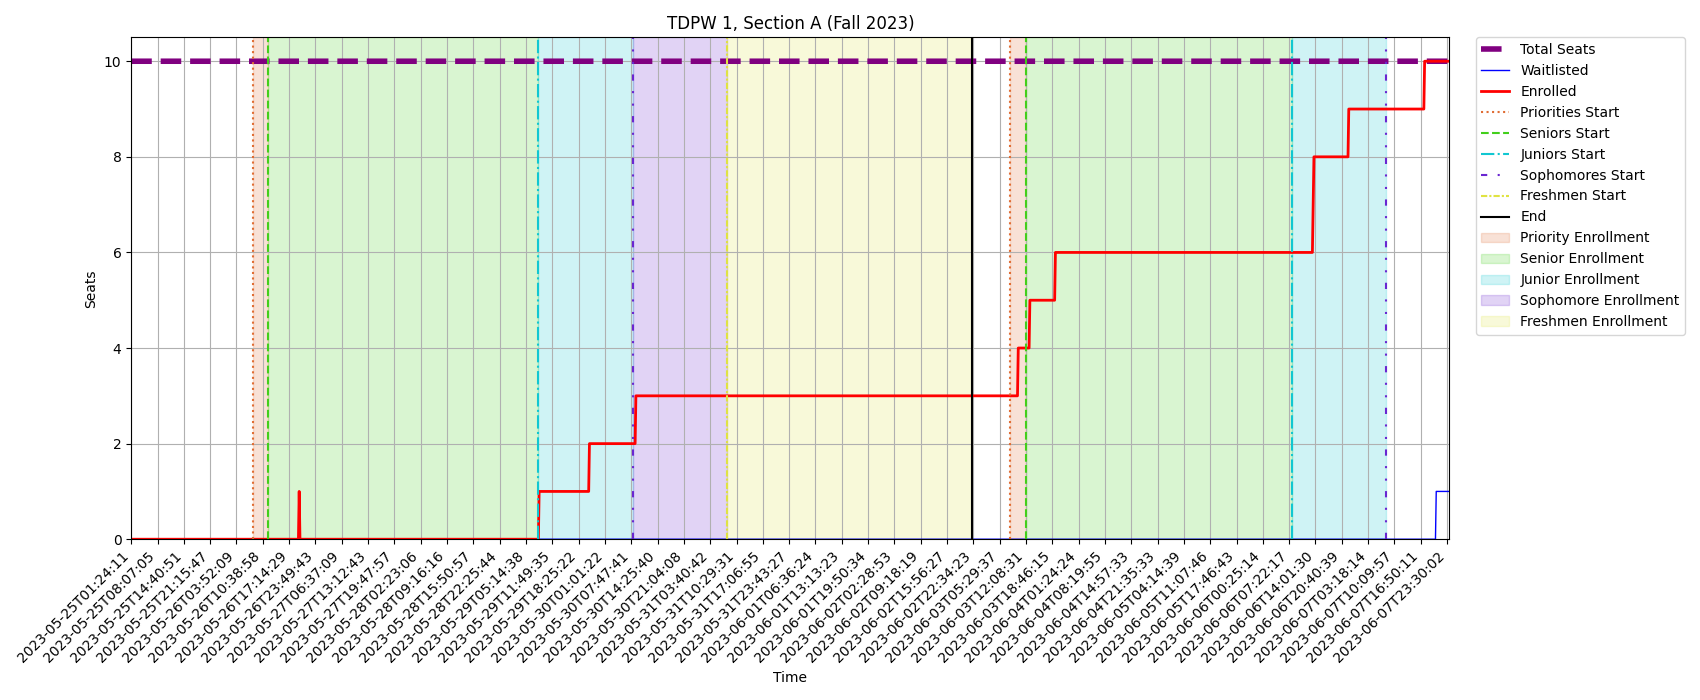 TDPW 1, Section A (Fall 2023)
10
8
6
4
2
0
Seats
2023-05-25T01:24:11
2023-05-25T08:07:05
2023-05-25T14:40:51
2023-05-25T21:15:47
2023-05-26T03:52:09
2023-05-26T10:38:58
2023-05-26T17:14:29
2023-05-26T23:49:43
2023-05-27T06:37:09
2023-05-27T13:12:43
2023-05-27T19:47:57
2023-05-28T02:23:06
2023-05-28T09:16:16
2023-05-28T15:50:57
2023-05-28T22:25:44
2023-05-29T05:14:38
2023-05-29T11:49:35
2023-05-29T18:25:22
2023-05-30T01:01:22
2023-05-30T07:47:41
2023-05-30T14:25:40
2023-05-30T21:04:08
2023-05-31T03:40:42
2023-05-31T10:29:31
2023-05-31T17:06:55
2023-05-31T23:43:27
2023-06-01T06:36:24
2023-06-01T13:13:23
2023-06-01T19:50:34
2023-06-02T02:28:53
2023-06-02T09:18:19
2023-06-02T15:56:27
2023-06-02T22:34:23
2023-06-03T05:29:37
2023-06-03T12:08:31
2023-06-03T18:46:15
2023-06-04T01:24:24
2023-06-04T08:19:55
2023-06-04T14:57:33
2023-06-04T21:35:33
2023-06-05T04:14:39
2023-06-05T11:07:46
2023-06-05T17:46:43
2023-06-06T00:25:14
2023-06-06T07:22:17
2023-06-06T14:01:30
2023-06-06T20:40:39
2023-06-07T03:18:14
2023-06-07T10:09:57
2023-06-07T16:50:11
2023-06-07T23:30:02
Time
Total Seats
Waitlisted
Enrolled
Priorities Start
Seniors Start
Juniors Start
Sophomores Start
Freshmen Start
End
Priority Enrollment
Senior Enrollment
Junior Enrollment
Sophomore Enrollment
Freshmen Enrollment